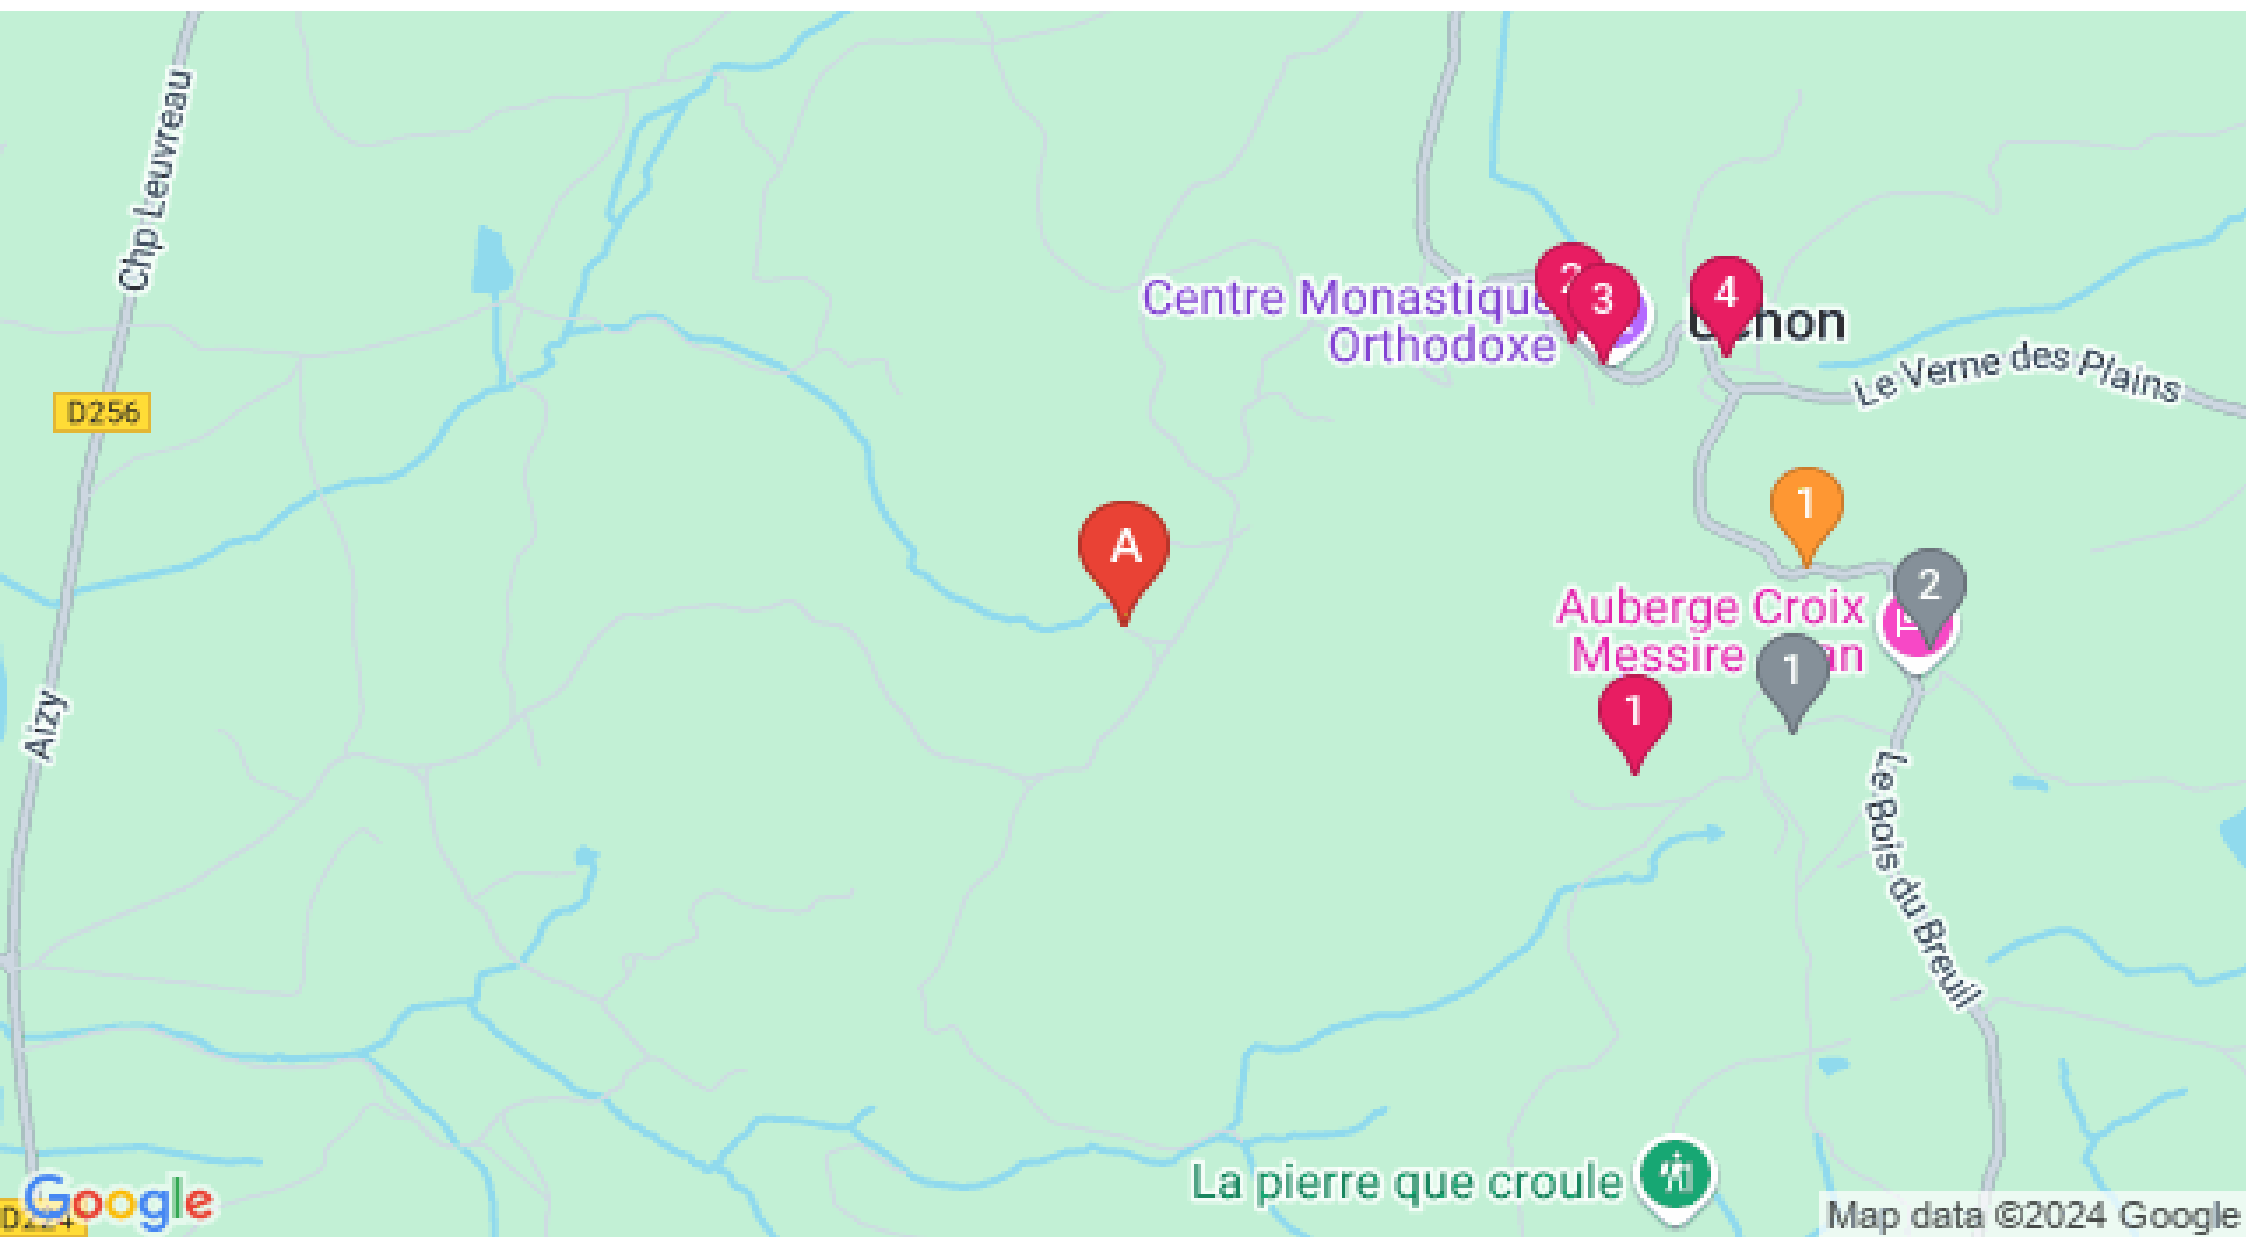 Chp Leuvreau
Centre Monastique
Orthodoxe
2
3
4
Le Verne des Plains
D256
A
1
2
Auberge Croix
Messire
1
1
Aizy
Le Bois du Breuil
La pierre que croule
Google
Map data ©2024 Google